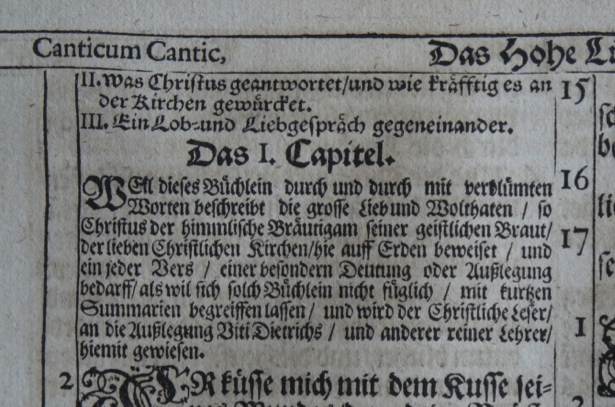 Canticum Cantic, Das Hohe Li
II. Was Christus geantwortet/und wie kräfftig es an
der Kirchen gewürcket.
III. Ein Lob-und Liebgespräch gegeneinander.
Das I. Capitel.
WEil dieses Büchlein durch und durch mit verblümten
Worten beschreibt die grosse Lieb und Wolthaten / so
Christus der himmlische Bräutigam seiner geistlichen Braut/
der lieben Christlichen Kirchen/hie auff Erden beweiset / und
ein jeder Vers / einer besondern Deutung oder Außlegung
bedarff/als wil sich solch Büchlein nicht füglich / mit kurtzen
Summarien begreiffen lassen / und wird der Christliche Leser/
an die Außlegung Viti Dietrichs / und anderer reiner Lehrer/
hiemit gewiesen.
2 ER küsse mich mit dem Kusse sei-
15
16
17
1
2